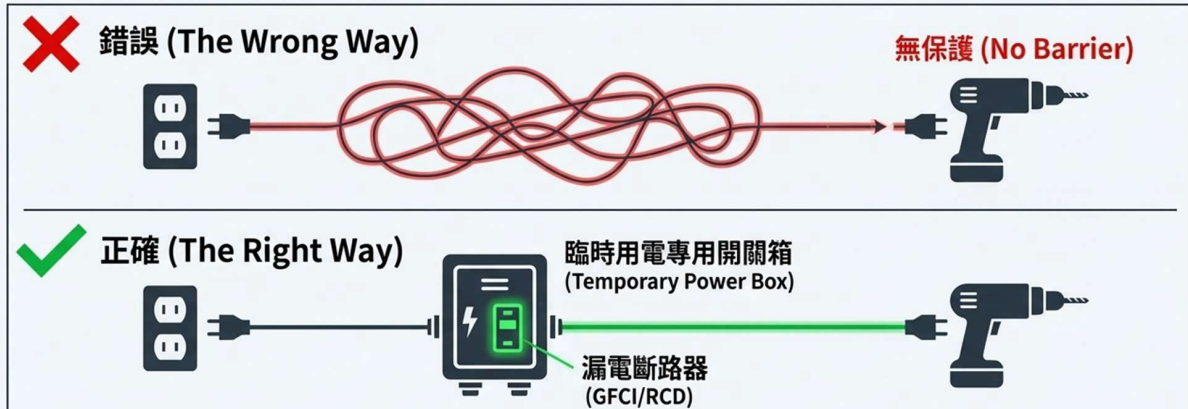 錯誤 (The Wrong Way)
無保護 (No Barrier)
正確 (The Right Way)
臨時用電專用開關箱
(Temporary Power Box)
漏電斷路器
(GFCI/RCD)